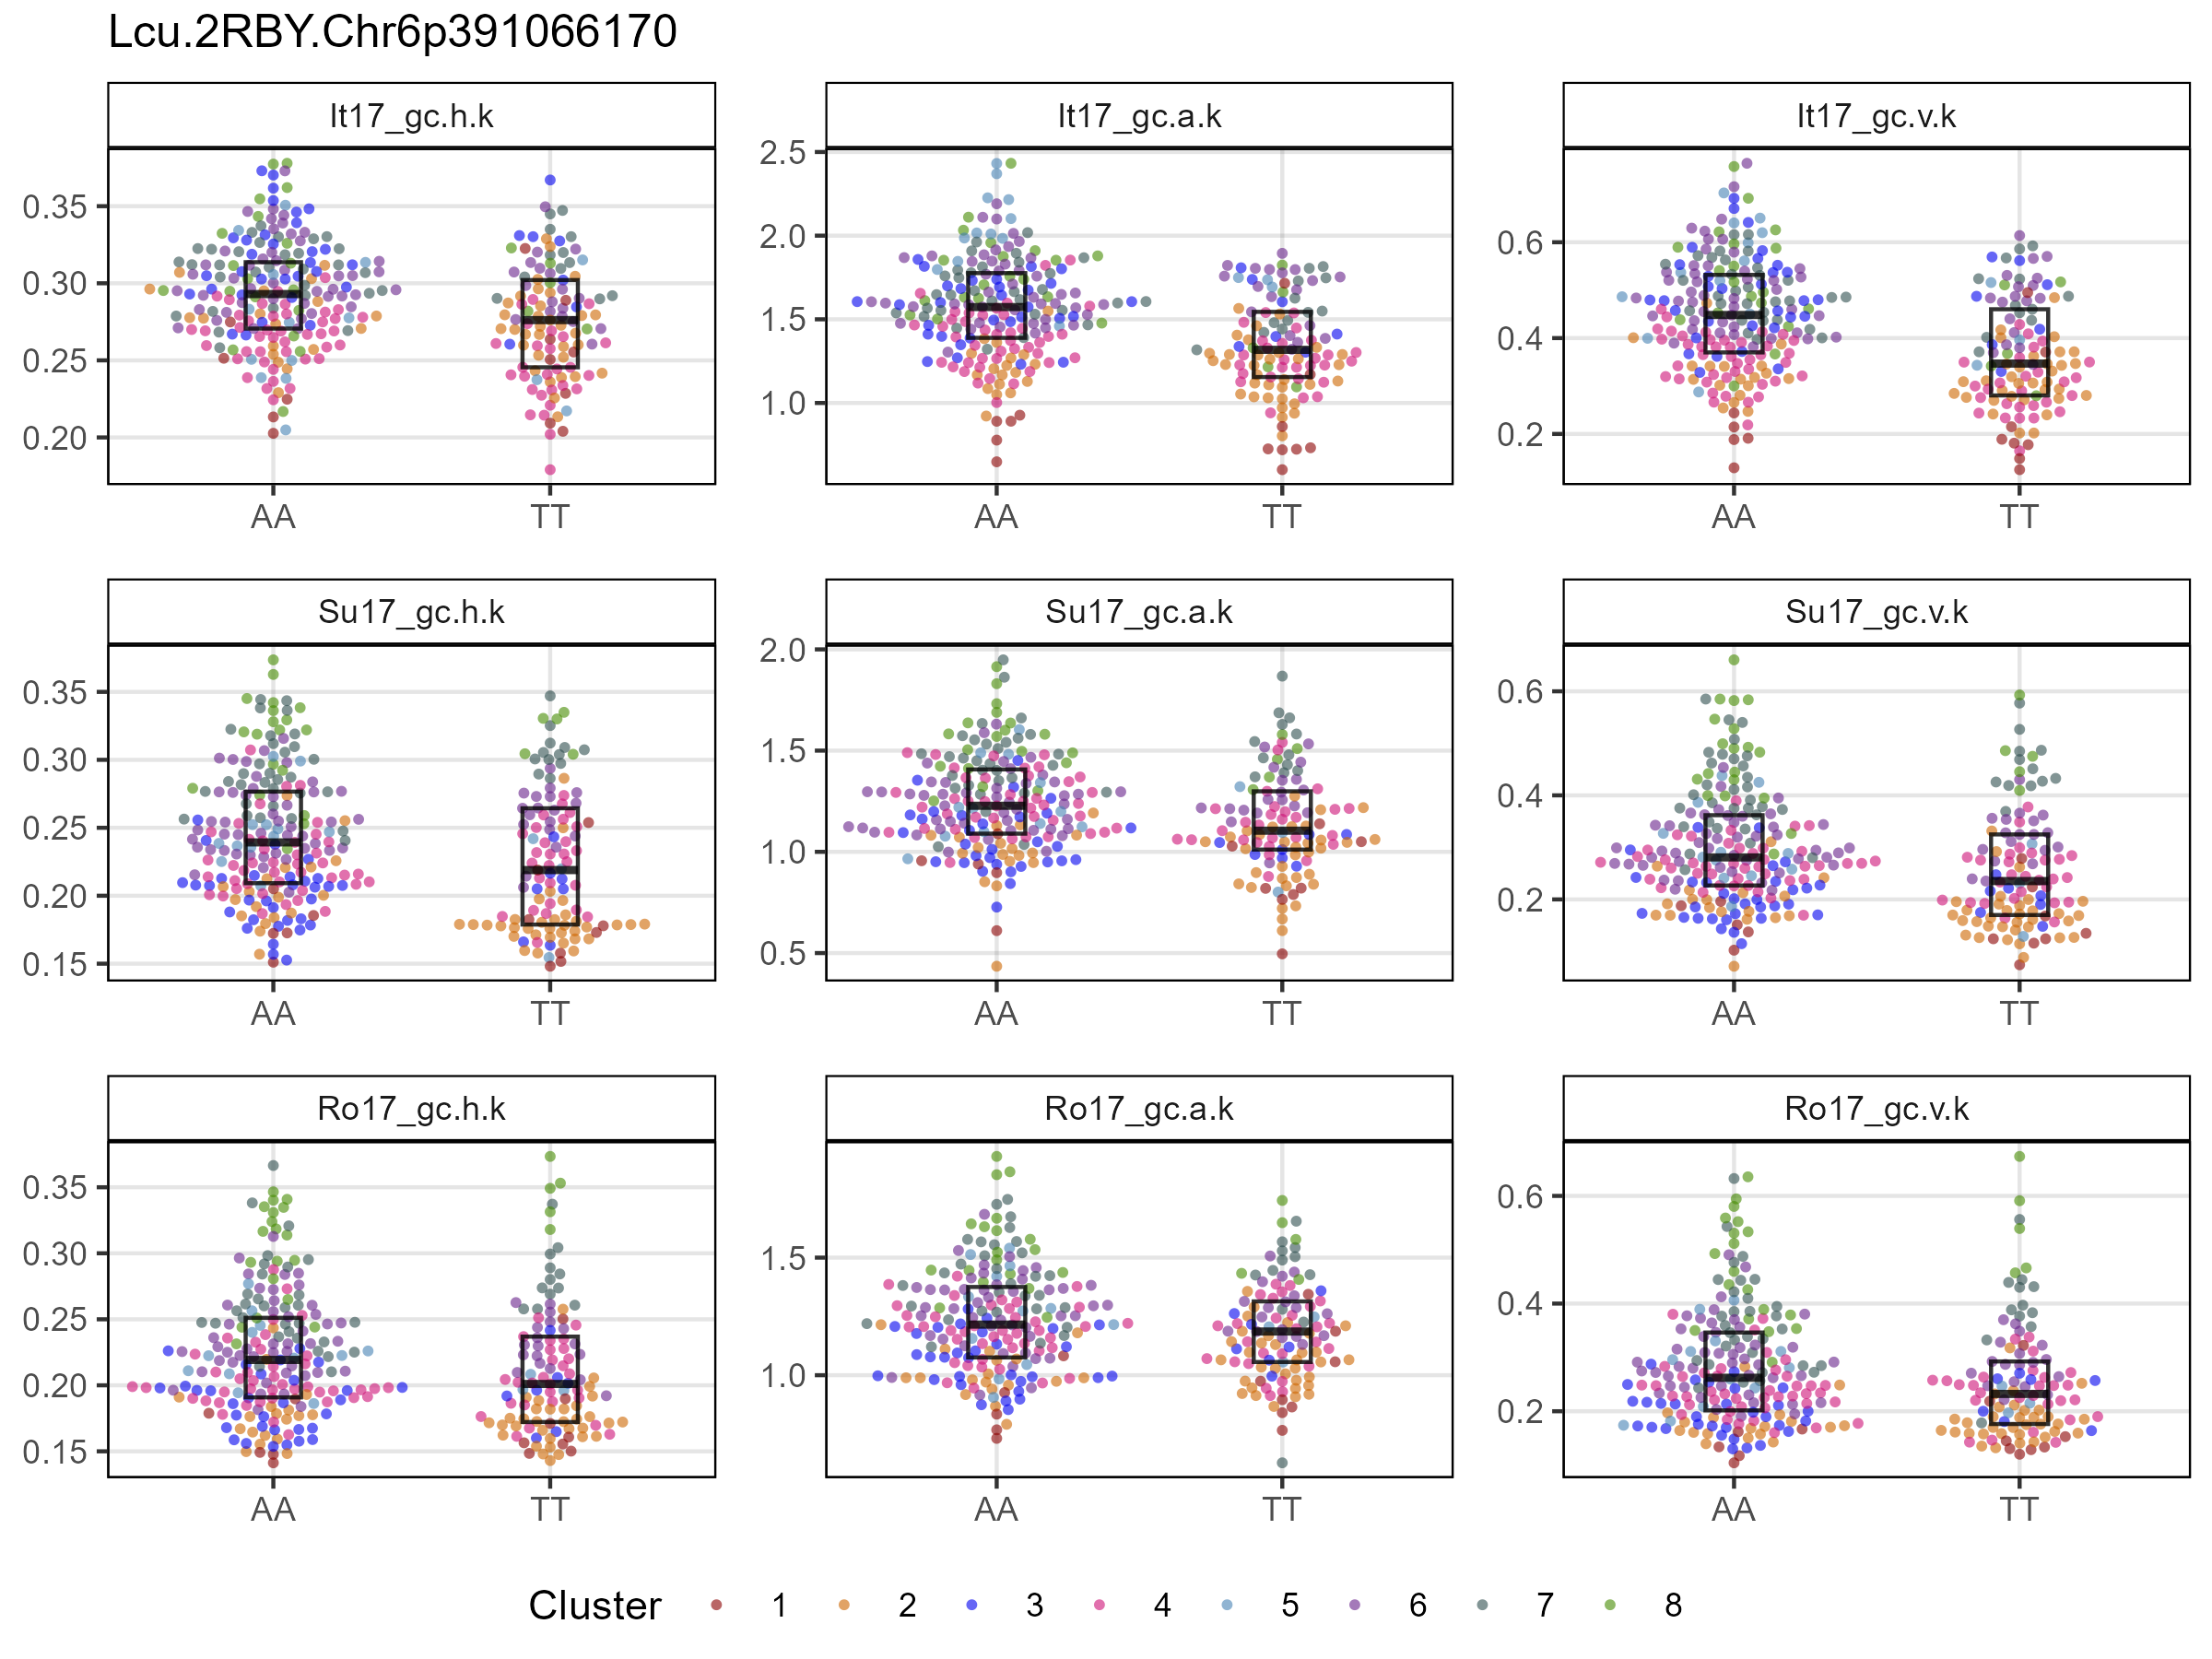 Lcu.2RBY.Chr6p391066170
It17_gc.h.k
It17_gc.a.k
It17_gc.v.k
0.35
0.30
0.25
0.20
AA TT
2.5
2.0
1.5
1.0
AA TT
0.6
0.4
0.2
AA TT
Su17_gc.h.k
Su17_gc.a.k
Su17_gc.v.k
0.35
0.30
0.25
0.20
0.15
AA TT
2.0
1.5
1.0
0.5
AA TT
0.6
0.4
0.2
AA TT
Ro17_gc.h.k
Ro17_gc.a.k
Ro17_gc.v.k
0.35
0.30
0.25
0.20
0.15
AA TT
1.5
1.0
AA TT
0.6
0.4
0.2
AA TT
Cluster 1 2 3 4 5 6 7 8